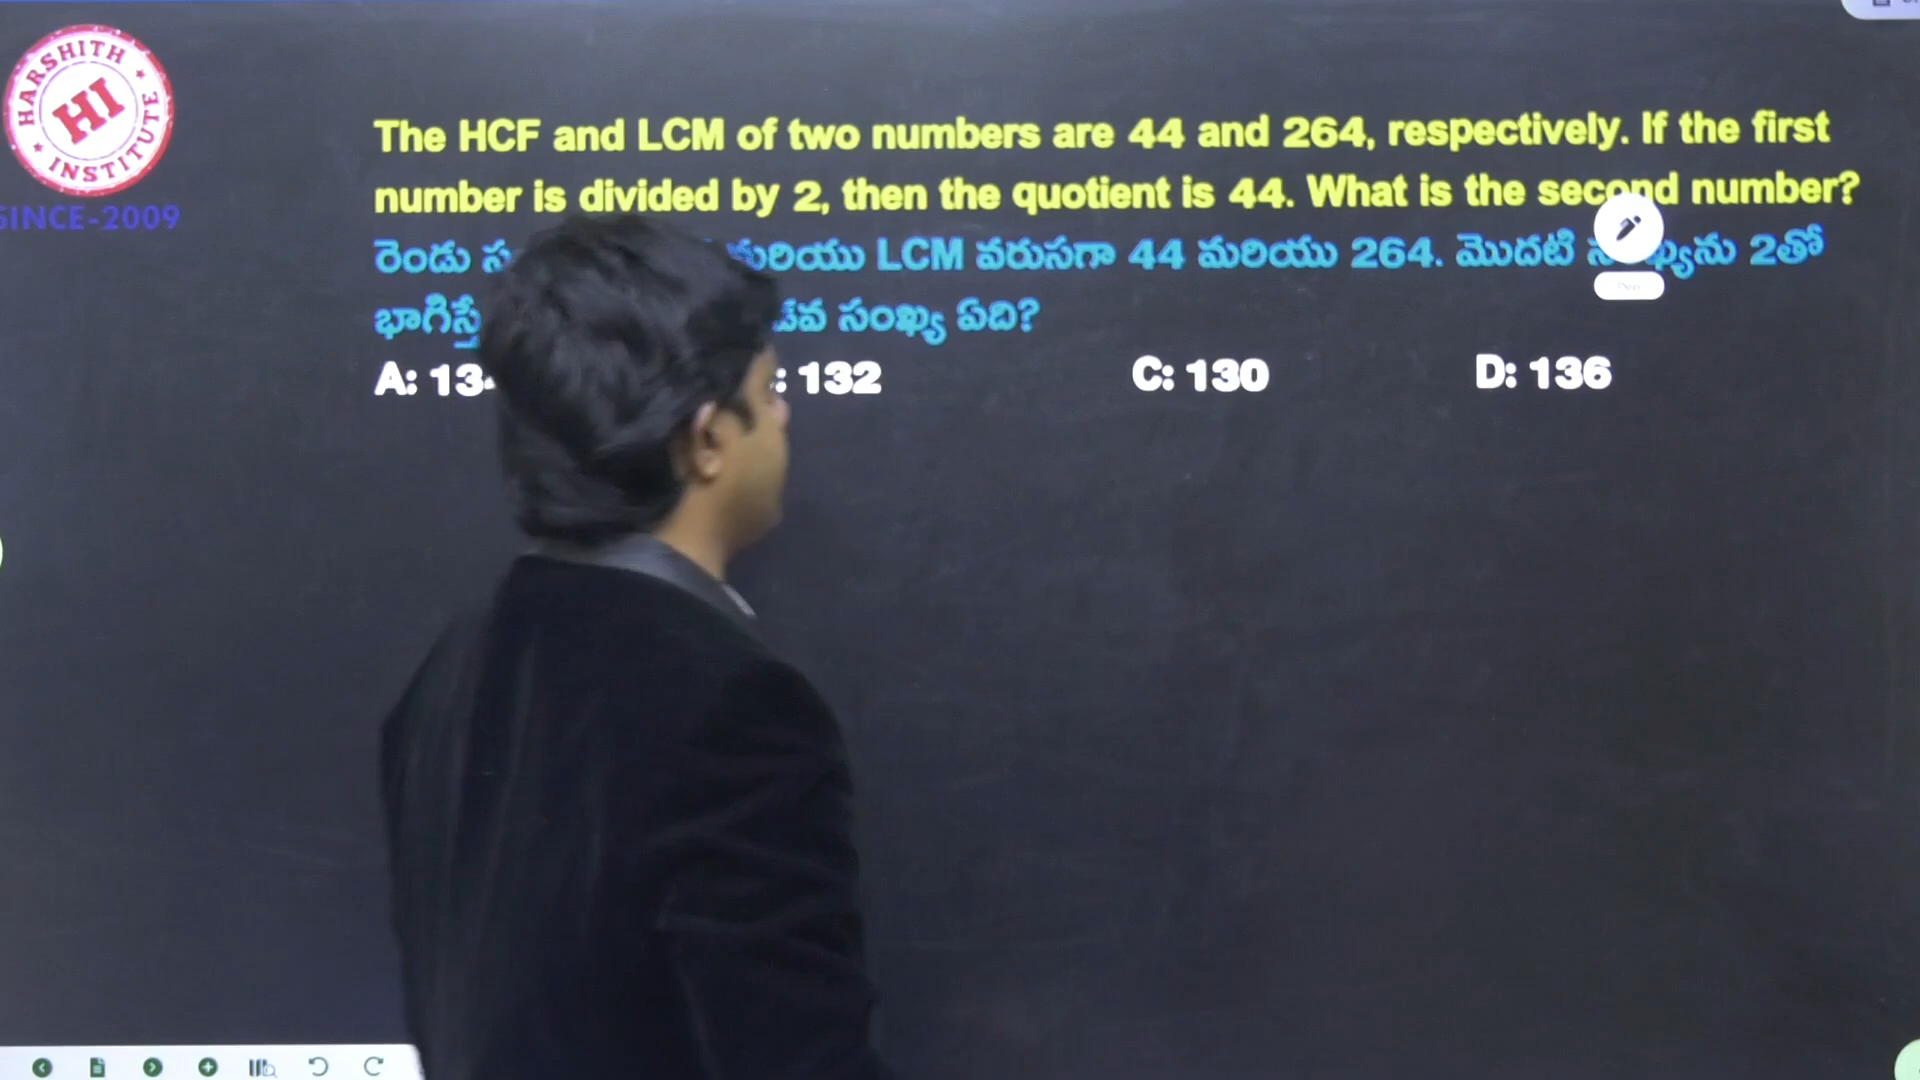 HARSHITH
HI
INSTITUTE
SINCE-2009
The HCF and LCM of two numbers are 44 and 264, respectively. If the first
number is divided by 2, then the quotient is 44. What is the second number?
రెండు మరియు LCM వరుసగా 44 మరియు 264. మొదటి 2తో
భాగిస్తే సంఖ్య ఏది?
A: 132
C: 130
D: 136